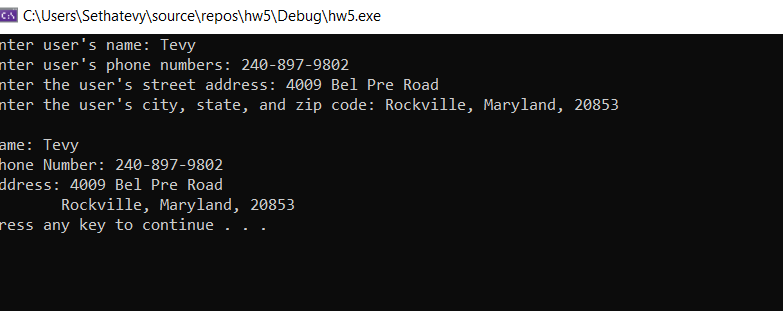 C:\Users\Sethatevy\source\repos\hw5\Debug\hw5.exe
nter user's name: Tevy
nter user's phone numbers: 240-897-9802
nter the user's street address: 4009 Bel Pre Road
nter the user's city, state, and zip code: Rockville, Maryland, 20853
ame: Tevy
hone Number: 240-897-9802
ddress: 4009 Bel Pre Road
Rockville, Maryland, 20853
ress any key to continue . . .